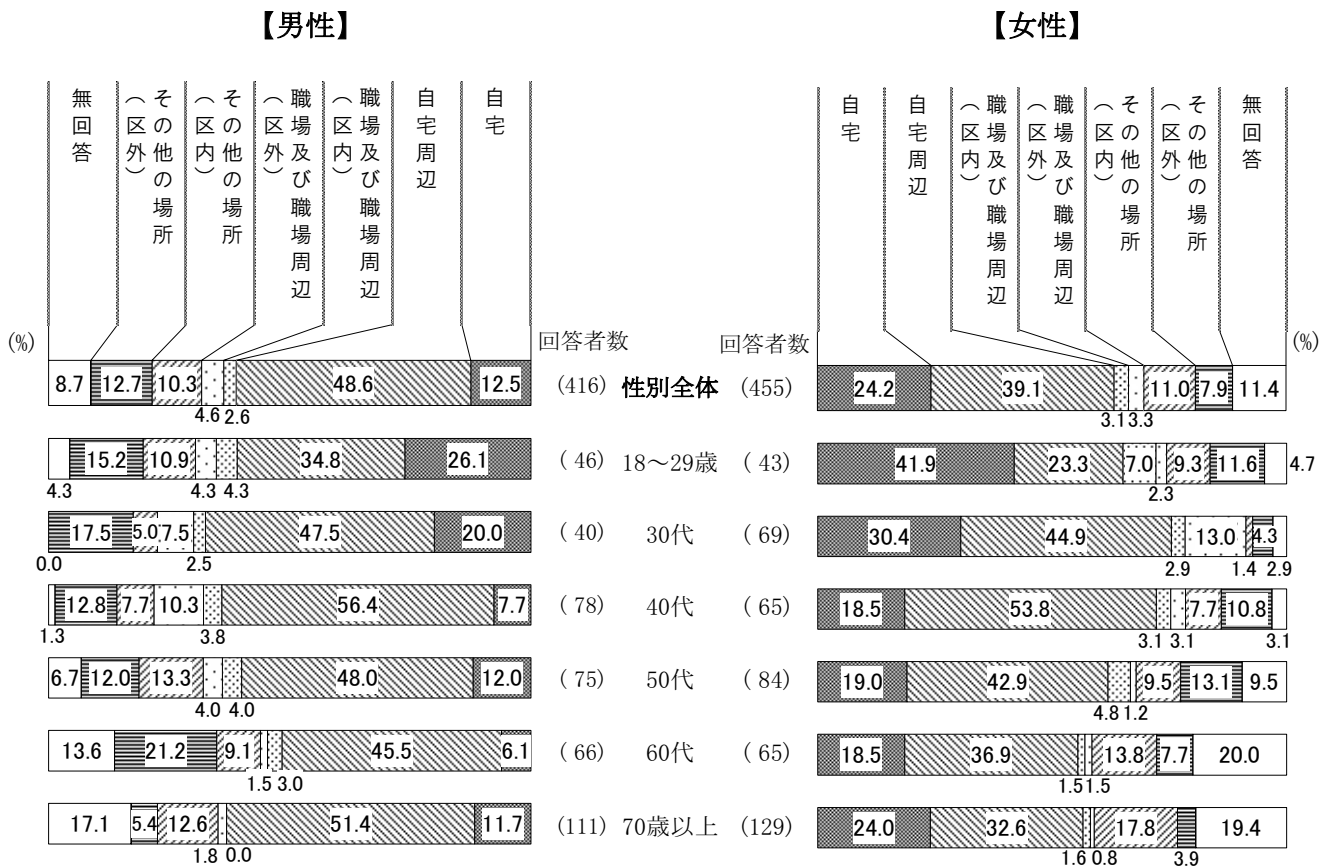 【男性】
【女性】
無回答
その他の場所（区外）
その他の場所（区内）
職場及び職場周辺（区外）
職場及び職場周辺（区内）
自宅周辺
自宅
自宅
自宅周辺
職場及び職場周辺（区内）
職場及び職場周辺（区外）
その他の場所（区内）
その他の場所（区外）
無回答
(%) 回答者数 回答者数 (%)
8.7 12.7 10.3 48.6 12.5 (416) 性別全体 (455) 24.2 39.1 11.0 7.9 11.4
4.6 2.6 3.1 3.3
15.2 10.9 34.8 26.1 (46) 18～29歳 (43) 41.9 23.3 7.0 9.3 11.6 4.7
4.3 4.3 4.3 2.3
17.5 5.0 7.5 47.5 20.0 (40) 30代 (69) 30.4 44.9 13.0 4.3
0.0 2.5 2.9 1.4 2.9
12.8 7.7 10.3 56.4 7.7 (78) 40代 (65) 18.5 53.8 7.7 10.8
1.3 3.8 3.1 3.1 3.1
6.7 12.0 13.3 48.0 12.0 (75) 50代 (84) 19.0 42.9 9.5 13.1 9.5
4.0 4.0 4.8 1.2
13.6 21.2 9.1 45.5 6.1 (66) 60代 (65) 18.5 36.9 13.8 7.7 20.0
1.5 3.0 1.5 1.5
17.1 5.4 12.6 51.4 11.7 (111) 70歳以上 (129) 24.0 32.6 17.8 19.4
1.8 0.0 1.6 0.8 3.9